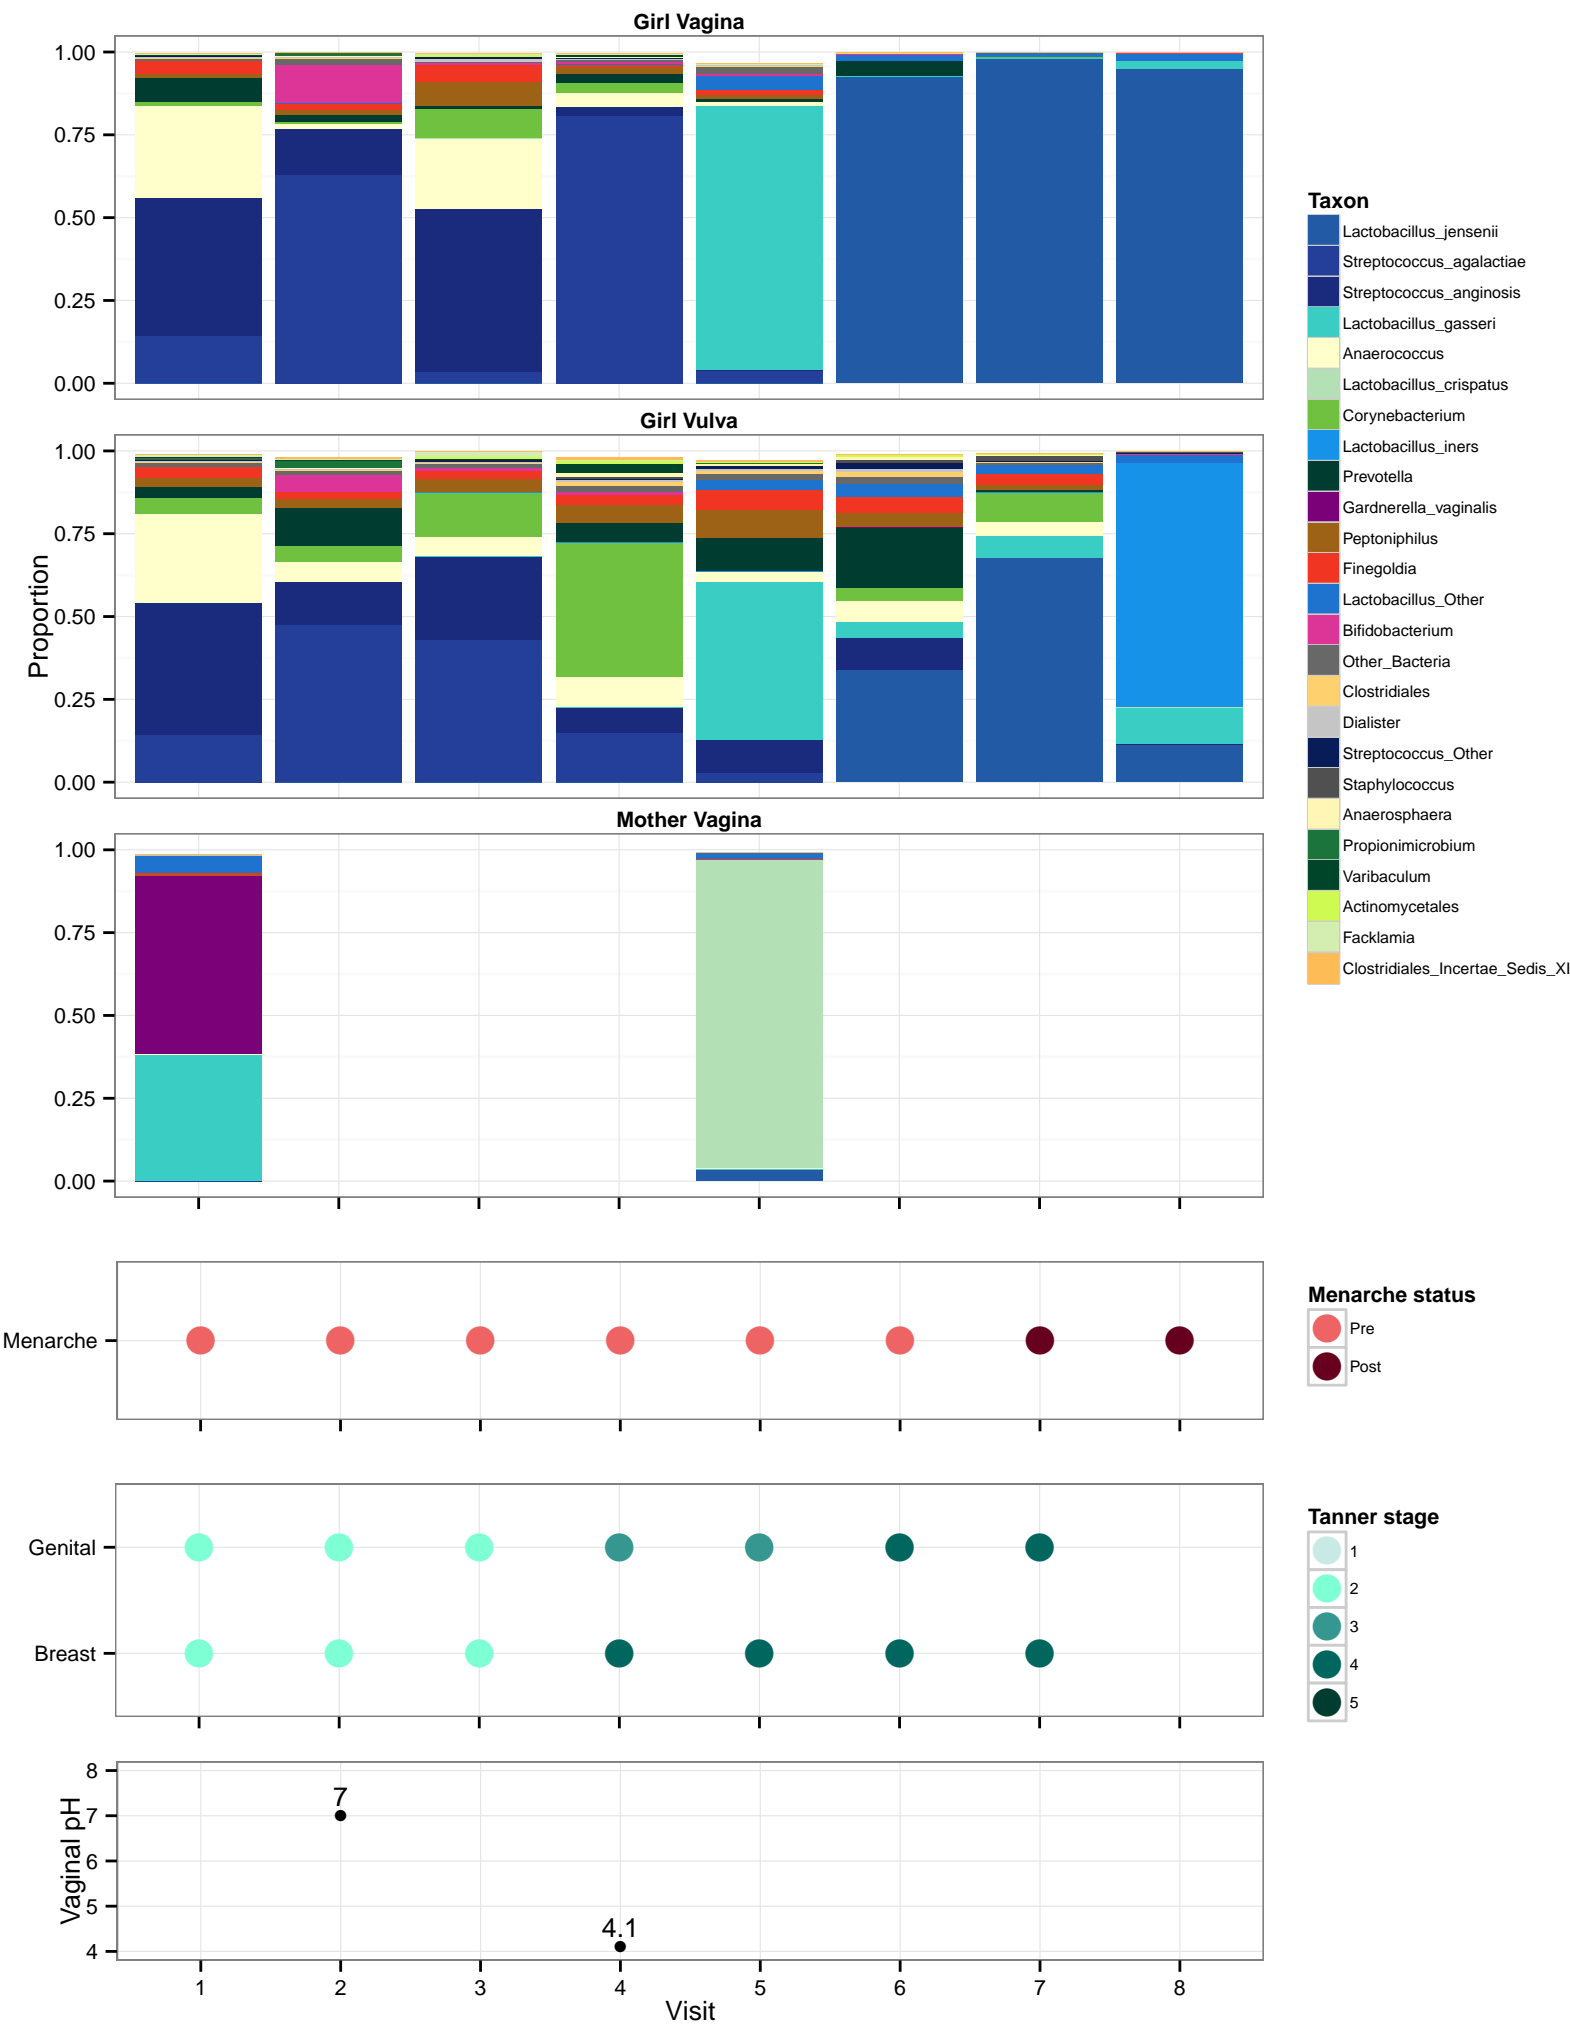 Girl Vagina
1.00
0.75
0.50
0.25
0.00
Girl Vulva
1.00
0.75
0.50
0.25
0.00
Proportion
Mother Vagina
1.00
0.75
0.50
0.25
0.00
Taxon
Lactobacillus_jensenii
Streptococcus_agalactiae
Streptococcus_anginosis
Lactobacillus_gasseri
Anaerococcus
Lactobacillus_crispatus
Corynebacterium
Lactobacillus_iners
Prevotella
Gardnerella_vaginalis
Peptoniphilus
Finegoldia
Lactobacillus_Other
Bifidobacterium
Other_Bacteria
Clostridiales
Dialister
Streptococcus_Other
Staphylococcus
Anaerosphaera
Propionimicrobium
Varibaculum
Actinomycetales
Facklamia
Clostridiales_Incertae_Sedis_XI
Menarche
Menarche status
Pre
Post
Genital
Breast
Tanner stage
1
2
3
4
5
Vaginal pH
8
7
6
5
4
7
4.1
1 2 3 4 5 6 7 8
Visit